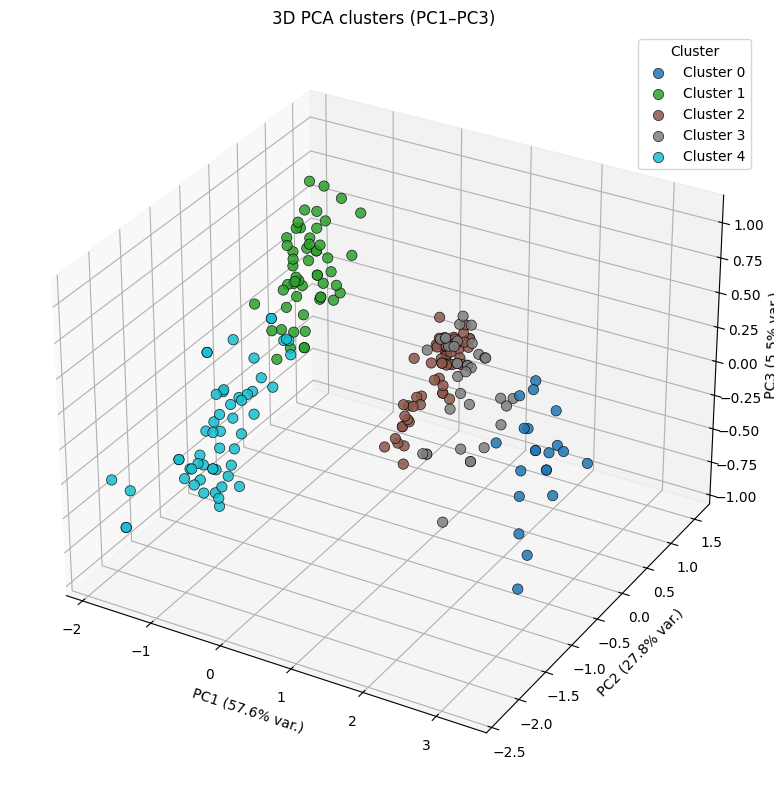 3D PCA clusters (PC1–PC3)
Cluster
Cluster 0
Cluster 1
Cluster 2
Cluster 3
Cluster 4
1.00
0.75
0.50
0.25
0.00
−0.25
−0.50
−0.75
−1.00
PC3 (5.5% var.)
1.5
1.0
0.5
0.0
−0.5
−1.0
−1.5
−2.0
−2.5
PC2 (27.8% var.)
−2
−1
0
1
2
3
PC1 (57.6% var.)